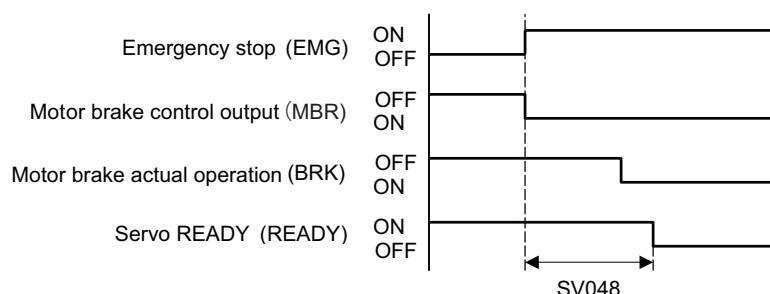 Emergency stop (EMG) ON
OFF
Motor brake control output (MBR) OFF
ON
Motor brake actual operation (BRK) OFF
ON
Servo READY (READY) ON
OFF
SV048